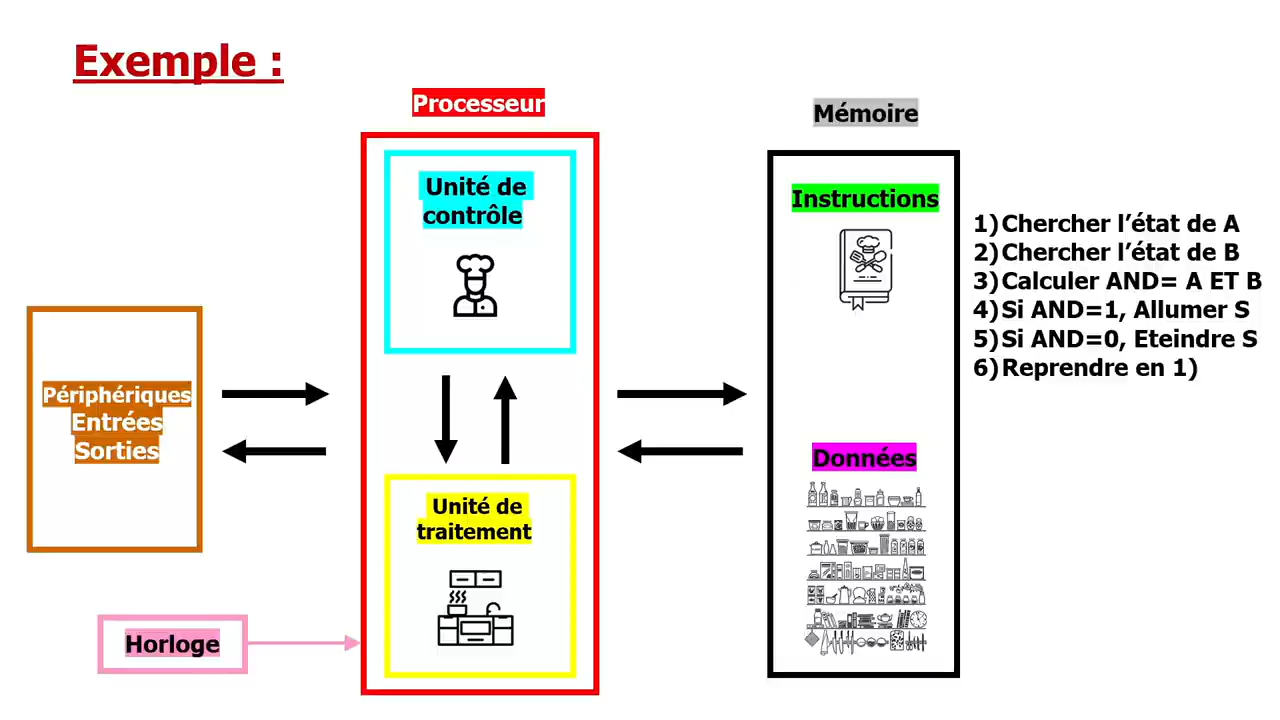 Exemple :
Processeur
Mémoire
Unité de
contrôle
Instructions
1) Chercher l’état de A
2) Chercher l’état de B
3) Calculer AND= A ET B
4) Si AND=1, Allumer S
5) Si AND=0, Eteindre S
6) Reprendre en 1)
Périphériques
Entrées
Sorties
Données
Unité de
traitement
Horloge